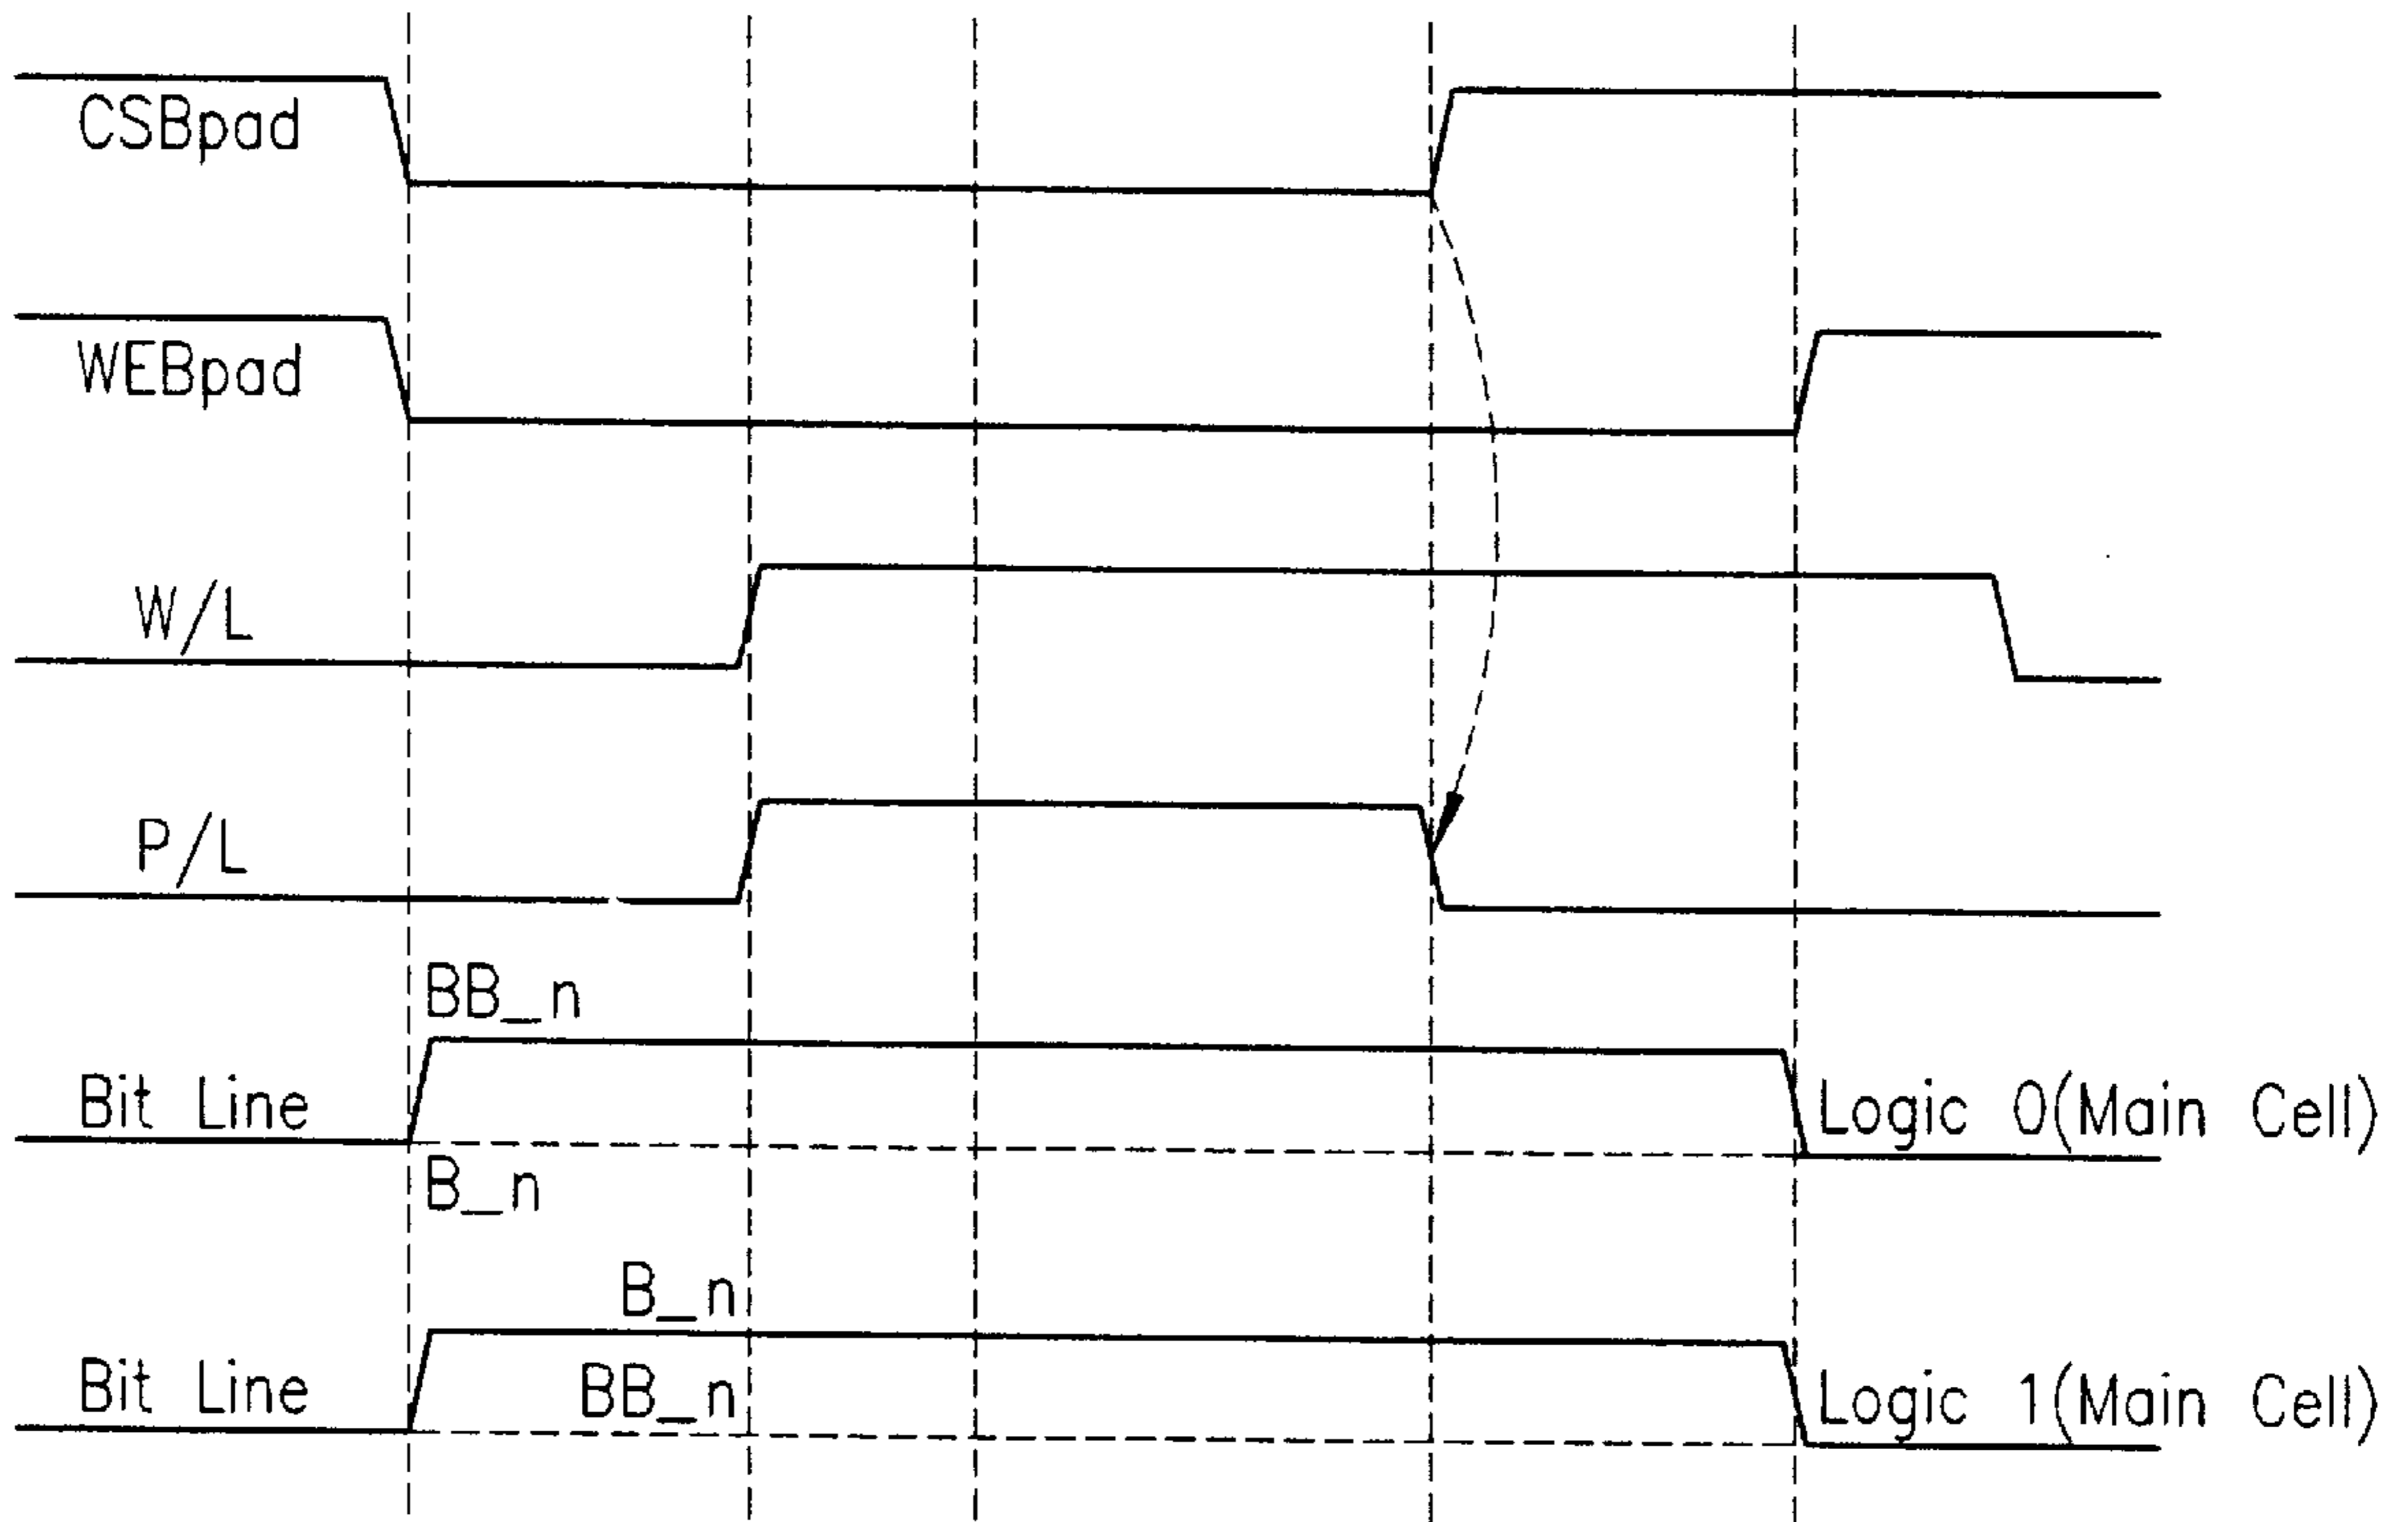 CSBpad
WEBpad
W/L
P/L
BB_n
Bit Line
Logic 0(Main Cell)
B_n
B_n
Bit Line
BB_n
Logic 1(Main Cell)